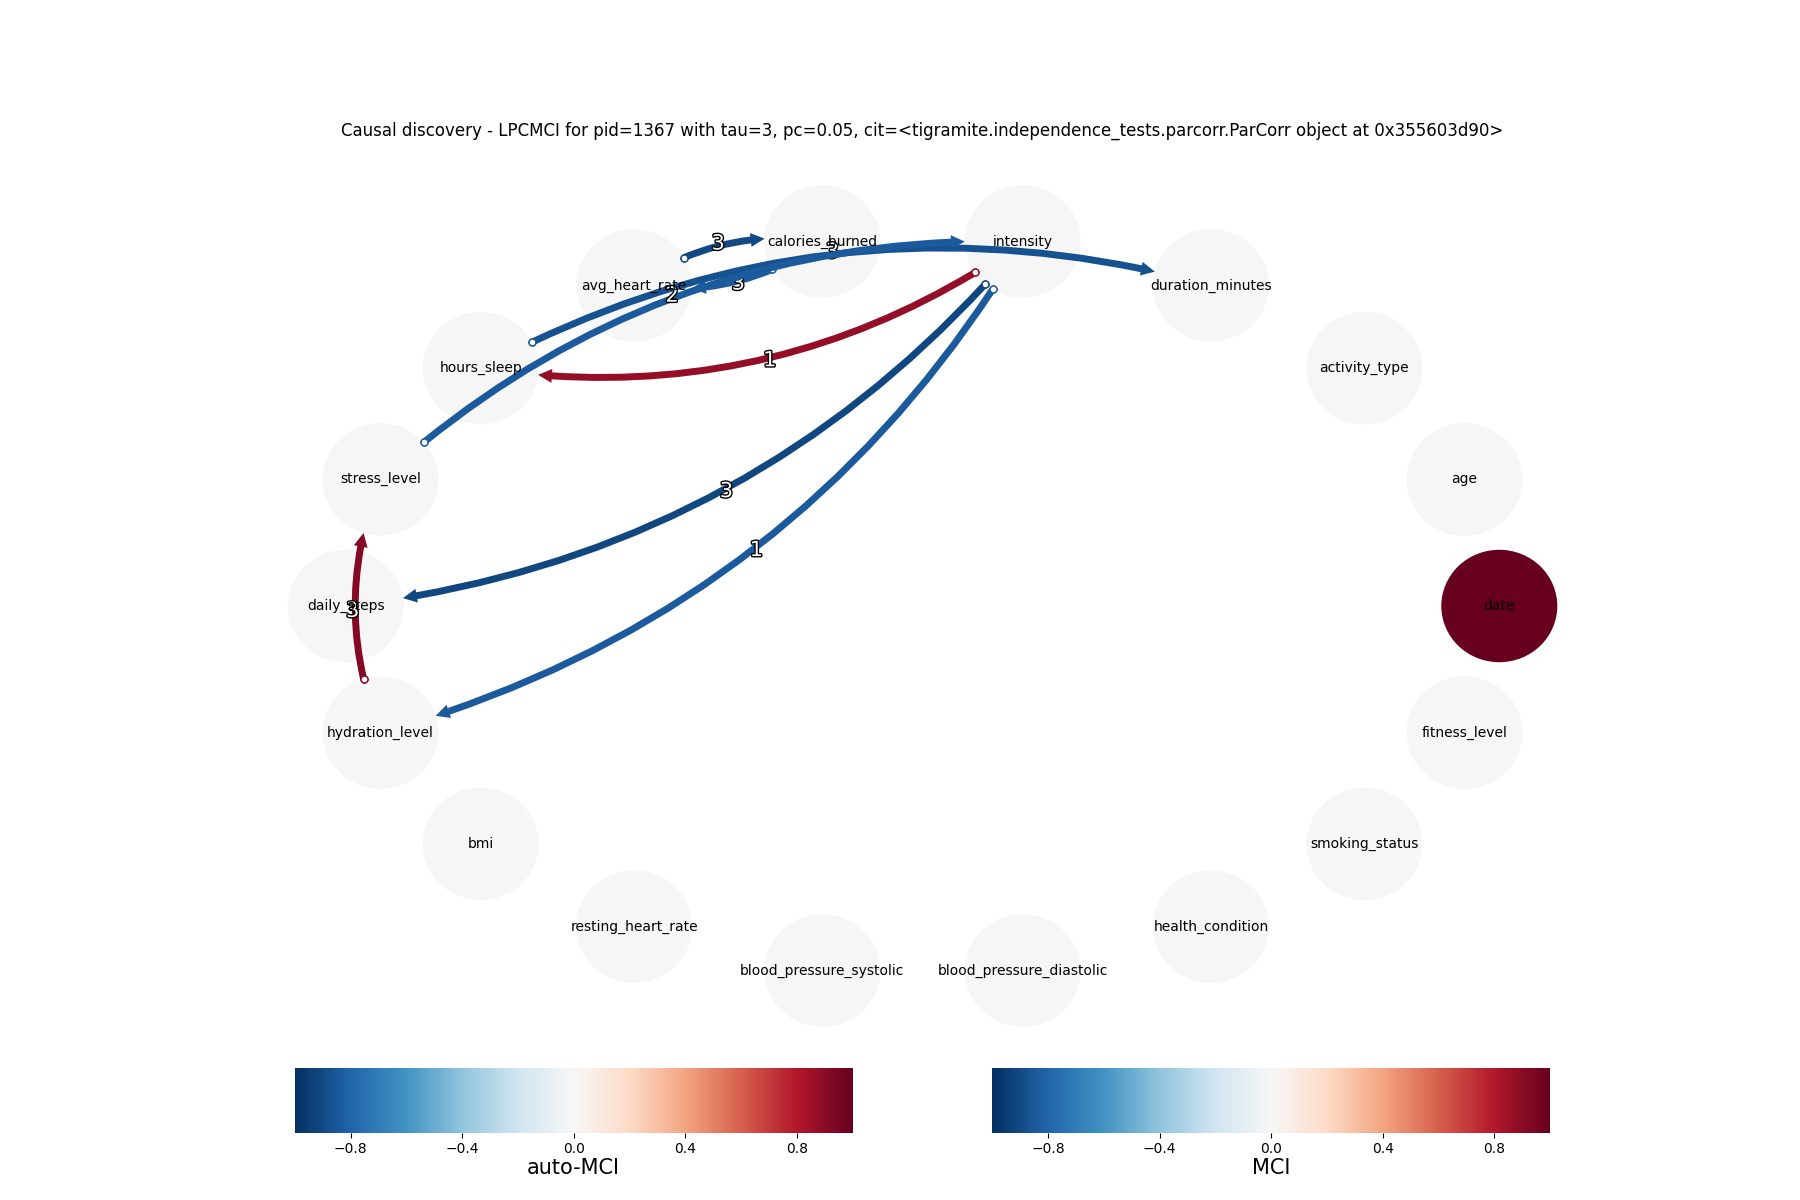 Causal discovery - LPCMCI for pid=1367 with tau=3, pc=0.05, cit=<tigramite.independence_tests.parcorr.ParCorr object at 0x355603d90>
calories_burned
intensity
3
3
avg_heart_rate
3
2
duration_minutes
hours_sleep
1
activity_type
stress_level
3
age
1
daily_steps
3
date
hydration_level
fitness_level
bmi
smoking_status
resting_heart_rate
health_condition
blood_pressure_systolic
blood_pressure_diastolic
−0.8 −0.4 0.0 0.4 0.8
auto-MCI
−0.8 −0.4 0.0 0.4 0.8
MCI